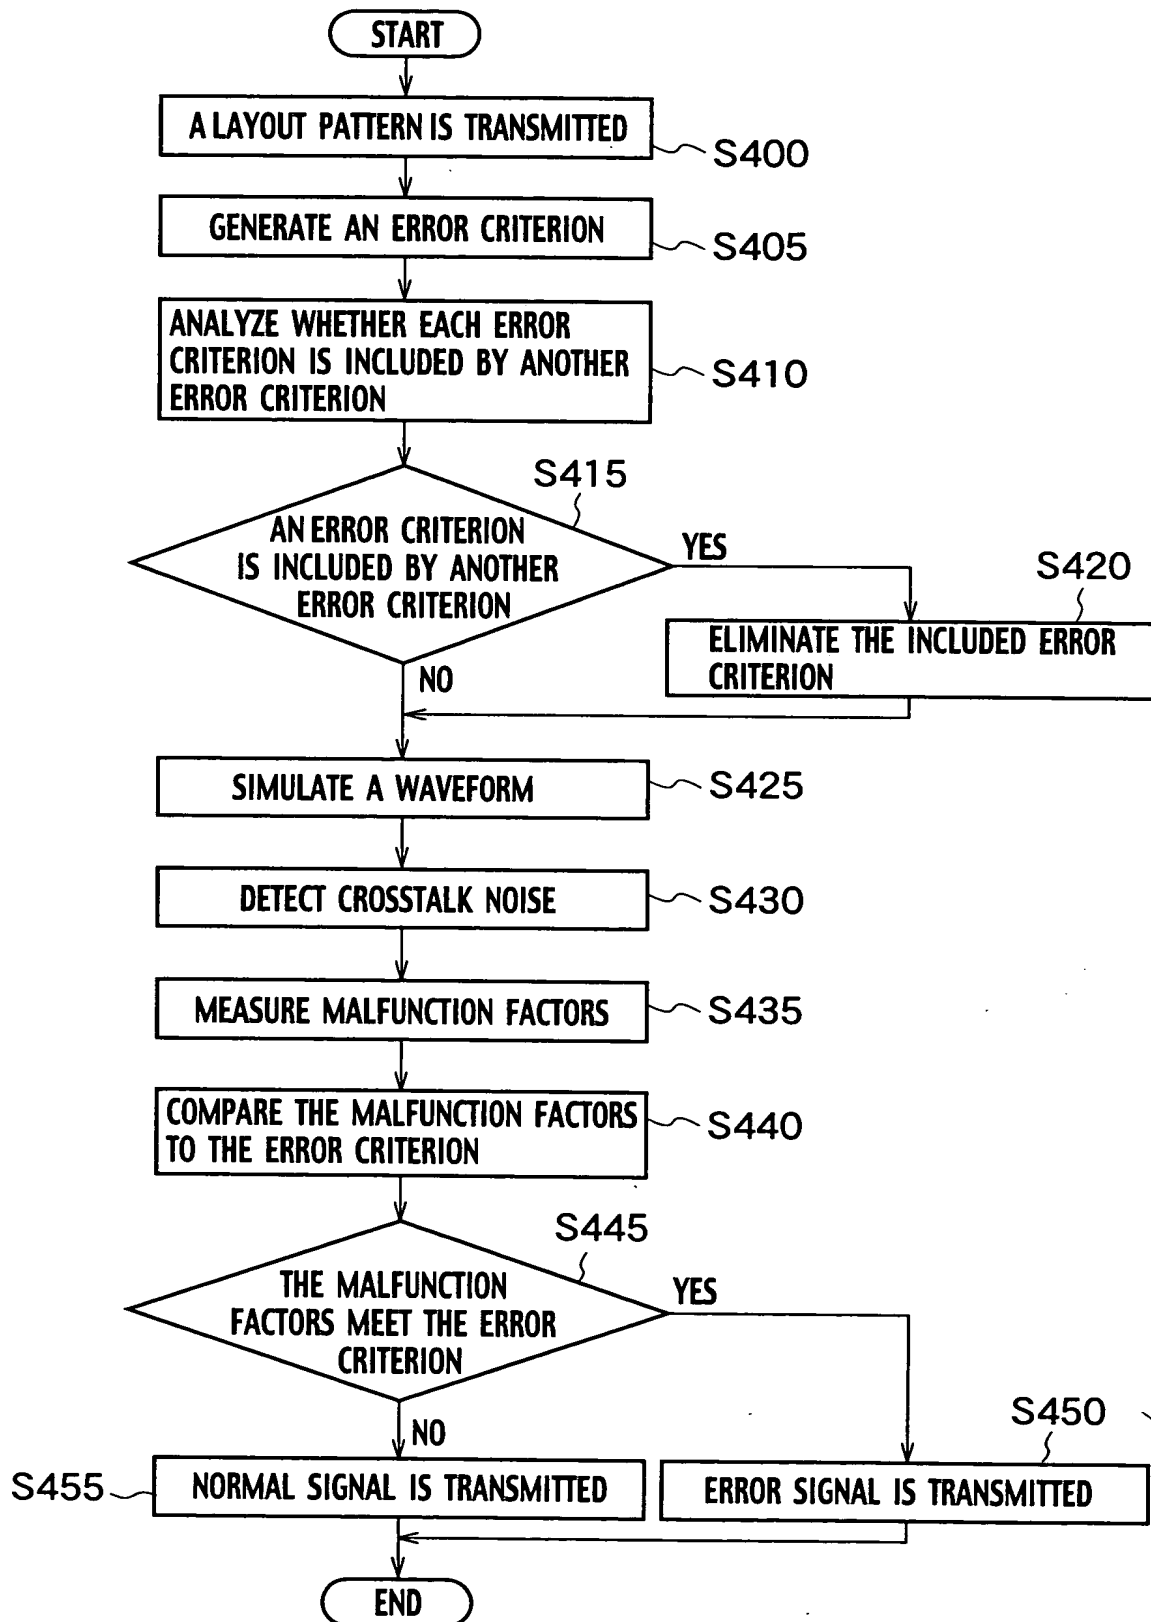 START
A LAYOUT PATTERN IS TRANSMITTED
S400
GENERATE AN ERROR CRITERION
S405
ANALYZE WHETHER EACH ERROR
CRITERION IS INCLUDED BY ANOTHER
ERROR CRITERION
S410
S415
AN ERROR CRITERION
IS INCLUDED BY ANOTHER
ERROR CRITERION
YES
S420
ELIMINATE THE INCLUDED ERROR
CRITERION
NO
SIMULATE A WAVEFORM
S425
DETECT CROSSTALK NOISE
S430
MEASURE MALFUNCTION FACTORS
S435
COMPARE THE MALFUNCTION FACTORS
TO THE ERROR CRITERION
S440
S445
THE MALFUNCTION
FACTORS MEET THE ERROR
CRITERION
YES
NO
S450
S455
NORMAL SIGNAL IS TRANSMITTED
ERROR SIGNAL IS TRANSMITTED
END